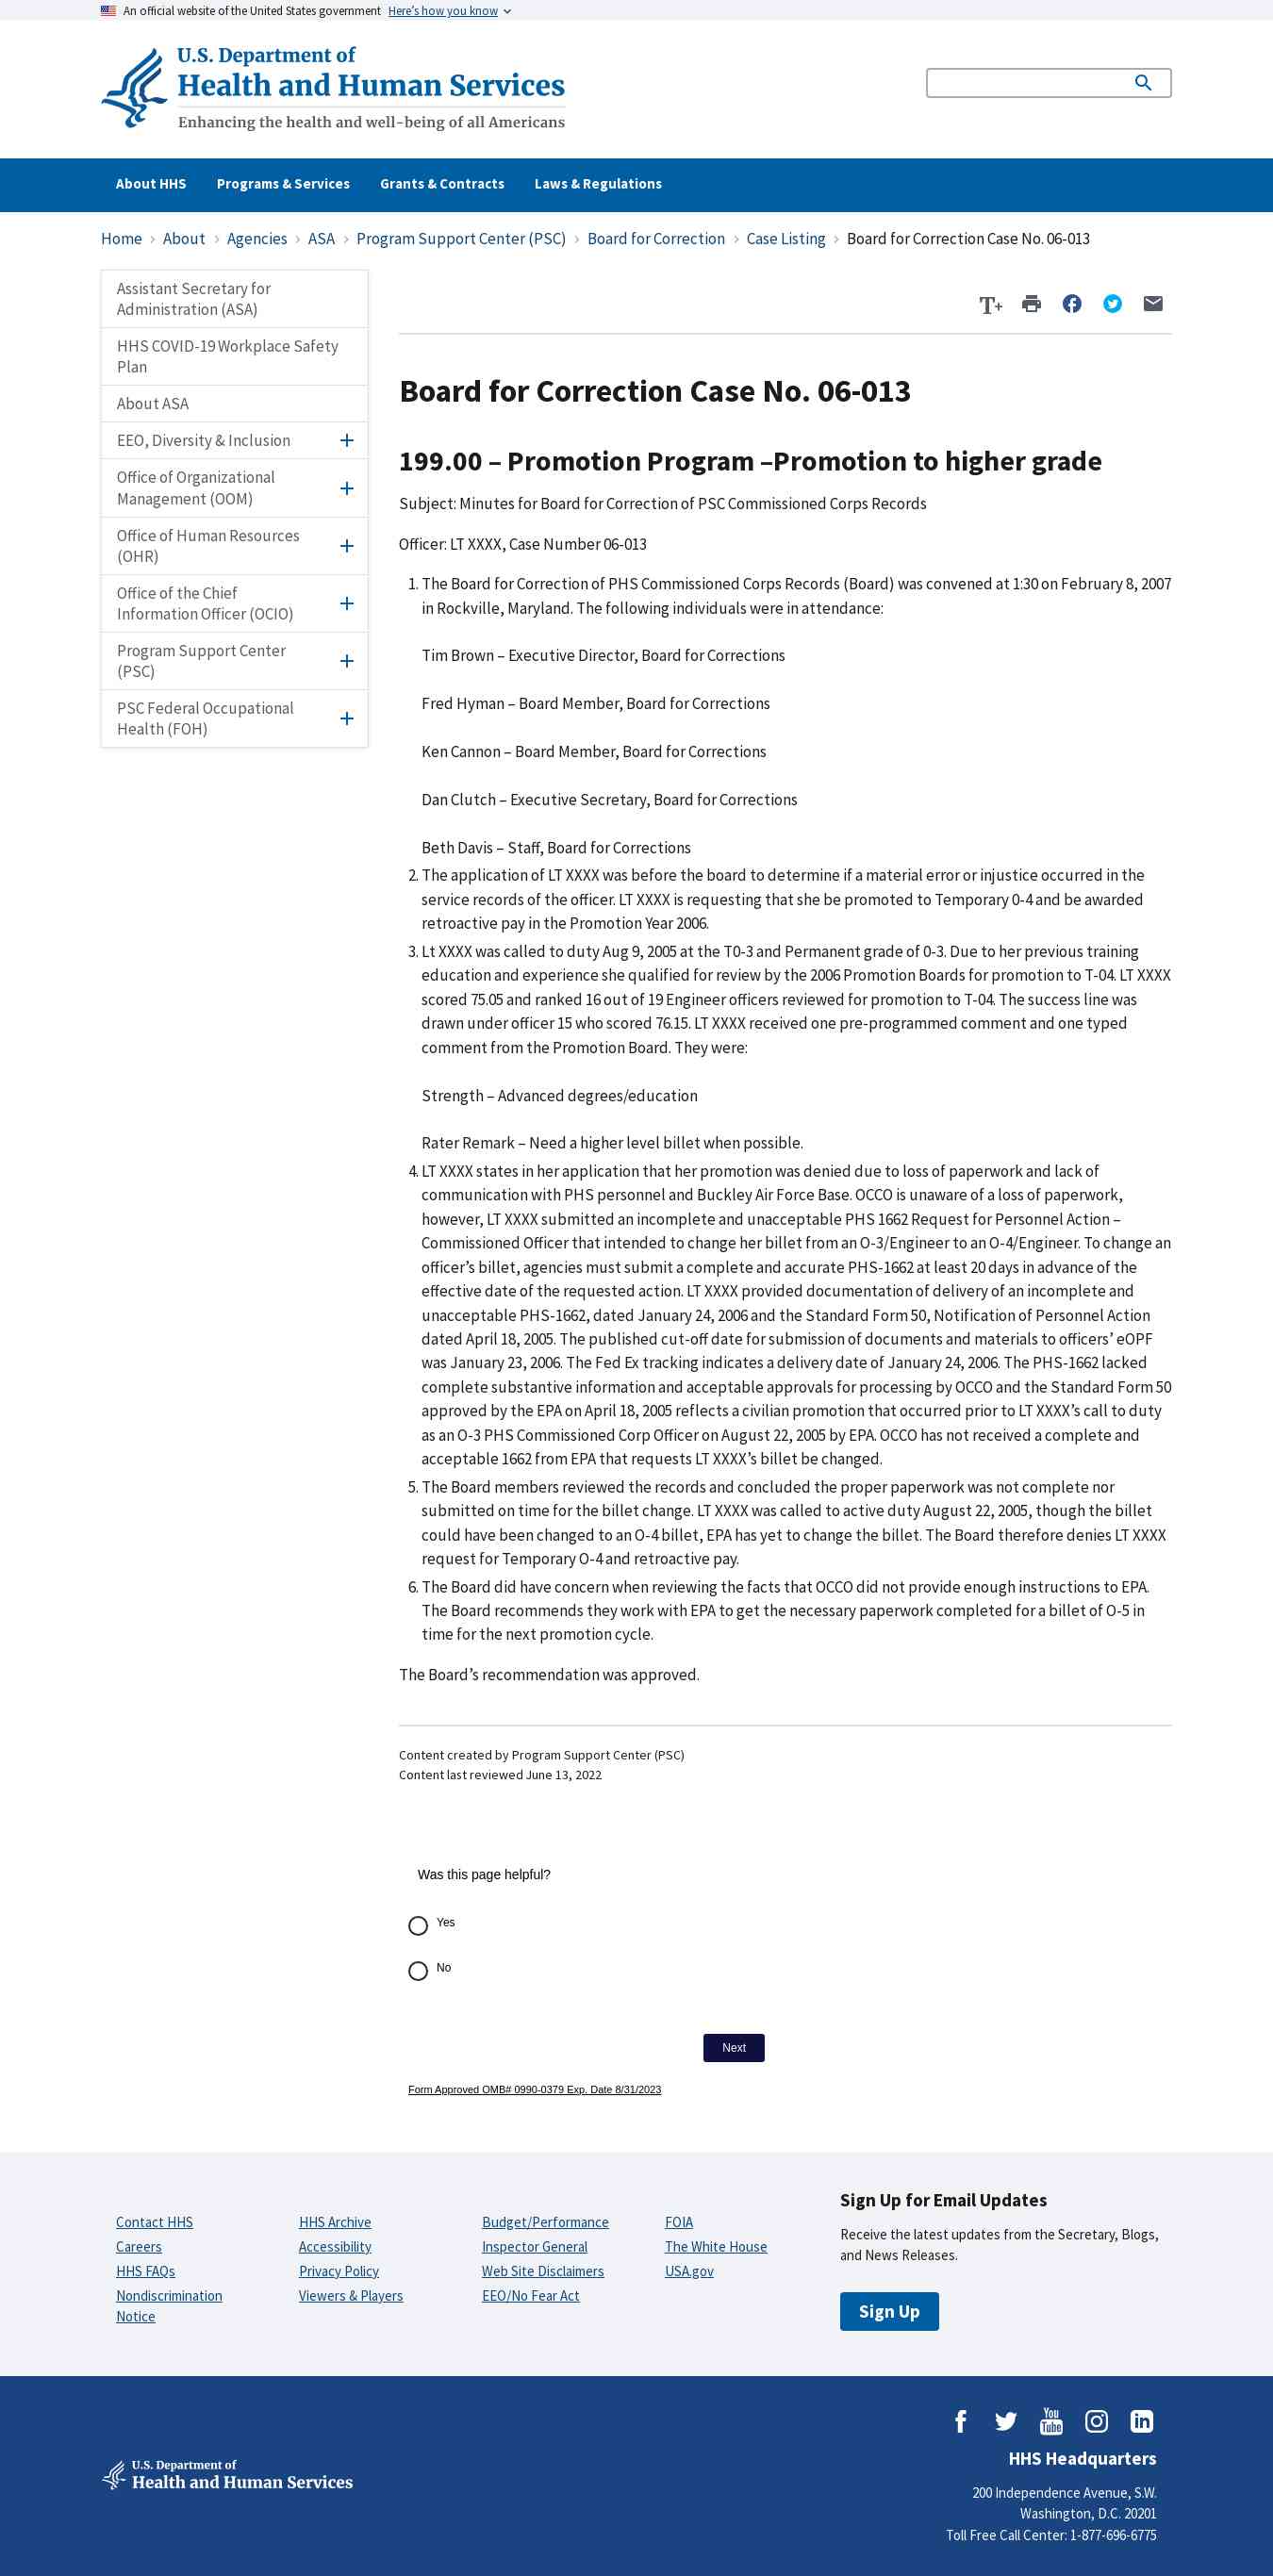 An official website of the United States government Here’s how you know
U.S. Department of
Health and Human Services
Enhancing the health and well-being of all Americans
About HHS Programs & Services Grants & Contracts Laws & Regulations
Home > About > Agencies > ASA > Program Support Center (PSC) > Board for Correction > Case Listing > Board for Correction Case No. 06-013
Assistant Secretary for
Administration (ASA)
HHS COVID-19 Workplace Safety
Plan
About ASA
EEO, Diversity & Inclusion
Office of Organizational
Management (OOM)
Office of Human Resources
(OHR)
Office of the Chief
Information Officer (OCIO)
Program Support Center
(PSC)
PSC Federal Occupational
Health (FOH)
T+
Board for Correction Case No. 06-013
199.00 – Promotion Program –Promotion to higher grade
Subject: Minutes for Board for Correction of PSC Commissioned Corps Records
Officer: LT XXXX, Case Number 06-013
1. The Board for Correction of PHS Commissioned Corps Records (Board) was convened at 1:30 on February 8, 2007
in Rockville, Maryland. The following individuals were in attendance:
Tim Brown – Executive Director, Board for Corrections
Fred Hyman – Board Member, Board for Corrections
Ken Cannon – Board Member, Board for Corrections
Dan Clutch – Executive Secretary, Board for Corrections
Beth Davis – Staff, Board for Corrections
2. The application of LT XXXX was before the board to determine if a material error or injustice occurred in the
service records of the officer. LT XXXX is requesting that she be promoted to Temporary 0-4 and be awarded
retroactive pay in the Promotion Year 2006.
3. Lt XXXX was called to duty Aug 9, 2005 at the T0-3 and Permanent grade of 0-3. Due to her previous training
education and experience she qualified for review by the 2006 Promotion Boards for promotion to T-04. LT XXXX
scored 75.05 and ranked 16 out of 19 Engineer officers reviewed for promotion to T-04. The success line was
drawn under officer 15 who scored 76.15. LT XXXX received one pre-programmed comment and one typed
comment from the Promotion Board. They were:
Strength – Advanced degrees/education
Rater Remark – Need a higher level billet when possible.
4. LT XXXX states in her application that her promotion was denied due to loss of paperwork and lack of
communication with PHS personnel and Buckley Air Force Base. OCCO is unaware of a loss of paperwork,
however, LT XXXX submitted an incomplete and unacceptable PHS 1662 Request for Personnel Action –
Commissioned Officer that intended to change her billet from an O-3/Engineer to an O-4/Engineer. To change an
officer’s billet, agencies must submit a complete and accurate PHS-1662 at least 20 days in advance of the
effective date of the requested action. LT XXXX provided documentation of delivery of an incomplete and
unacceptable PHS-1662, dated January 24, 2006 and the Standard Form 50, Notification of Personnel Action
dated April 18, 2005. The published cut-off date for submission of documents and materials to officers’ eOPF
was January 23, 2006. The Fed Ex tracking indicates a delivery date of January 24, 2006. The PHS-1662 lacked
complete substantive information and acceptable approvals for processing by OCCO and the Standard Form 50
approved by the EPA on April 18, 2005 reflects a civilian promotion that occurred prior to LT XXXX’s call to duty
as an O-3 PHS Commissioned Corp Officer on August 22, 2005 by EPA. OCCO has not received a complete and
acceptable 1662 from EPA that requests LT XXXX’s billet be changed.
5. The Board members reviewed the records and concluded the proper paperwork was not complete nor
submitted on time for the billet change. LT XXXX was called to active duty August 22, 2005, though the billet
could have been changed to an O-4 billet, EPA has yet to change the billet. The Board therefore denies LT XXXX
request for Temporary O-4 and retroactive pay.
6. The Board did have concern when reviewing the facts that OCCO did not provide enough instructions to EPA.
The Board recommends they work with EPA to get the necessary paperwork completed for a billet of O-5 in
time for the next promotion cycle.
The Board’s recommendation was approved.
Content created by Program Support Center (PSC)
Content last reviewed June 13, 2022
Was this page helpful?
Yes
No
Next
Form Approved OMB# 0990-0379 Exp. Date 8/31/2023
Contact HHS
Careers
HHS FAQs
Nondiscrimination
Notice
HHS Archive
Accessibility
Privacy Policy
Viewers & Players
Budget/Performance
Inspector General
Web Site Disclaimers
EEO/No Fear Act
FOIA
The White House
USA.gov
Sign Up for Email Updates
Receive the latest updates from the Secretary, Blogs,
and News Releases.
Sign Up
You
Tube
U.S. Department of
Health and Human Services
HHS Headquarters
200 Independence Avenue, S.W.
Washington, D.C. 20201
Toll Free Call Center: 1-877-696-6775